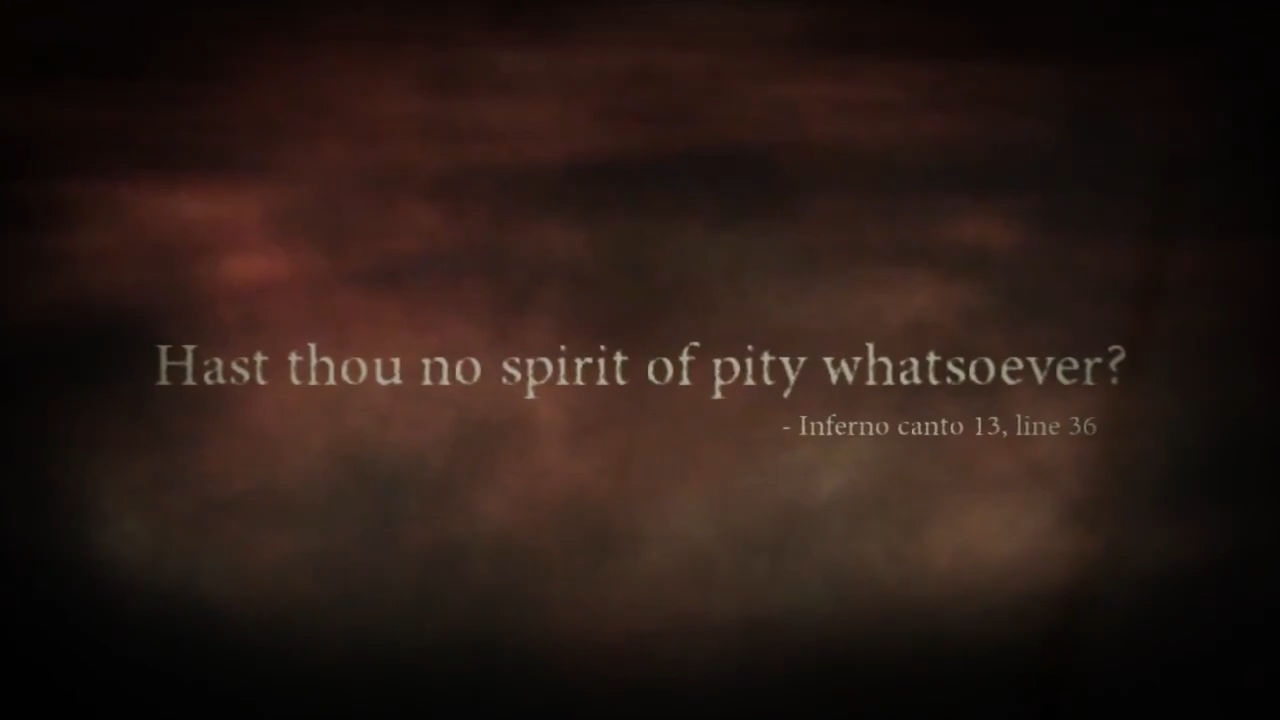 Hast thou no spirit of pity whatsoever?
- Inferno canto 13, line 36